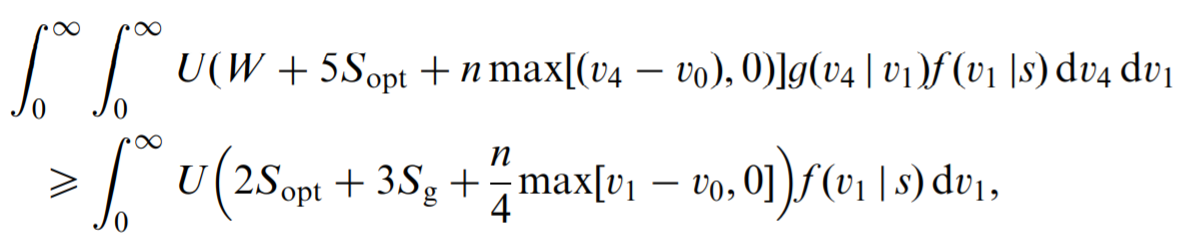 ∫₀^∞ ∫₀^∞ U(W + 5S_opt + n max[(v₄ − v₀), 0)]g(v₄ | v₁)f(v₁ |s) dv₄ dv₁
⩾ ∫₀^∞ U(2S_opt + 3S_g + n/4 max[v₁ − v₀, 0])f(v₁ | s) dv₁,